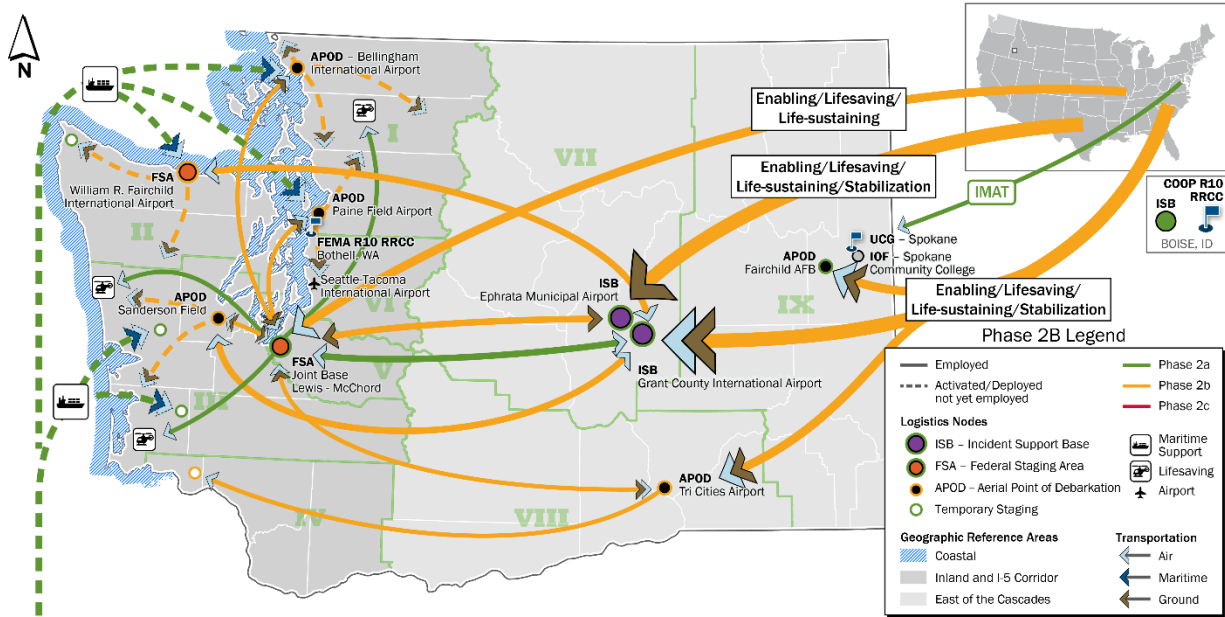 N
APOD – Bellingham
International Airport
I
FSA
William R. Fairchild
International Airport
II
APOD
Paine Field Airport
FEMA R10 RRCC
Bothell, WA
Seattle-Tacoma
International Airport
APOD
Sanderson Field
FSA
Joint Base
Lewis - McChord
III
IV
V
VI
VII
VIII
IX
Enabling/Lifesaving/
Life-sustaining
Enabling/Lifesaving/
Life-sustaining/Stabilization
IMAT
COOP R10
RRCC
ISB
BOISE, ID
UCG – Spokane
IOF – Spokane
Community College
APOD
Fairchild AFB
ISB
Ephrata Municipal Airport
ISB
Grant County International Airport
Enabling/Lifesaving/
Life-sustaining/Stabilization
APOD
Tri Cities Airport
Phase 2B Legend
Employed
Activated/Deployed
not yet employed
Phase 2a
Phase 2b
Phase 2c
Logistics Nodes
ISB – Incident Support Base
FSA – Federal Staging Area
APOD – Aerial Point of Debarkation
Temporary Staging
Maritime
Support
Lifesaving
Airport
Geographic Reference Areas
Coastal
Inland and I-5 Corridor
East of the Cascades
Transportation
Air
Maritime
Ground